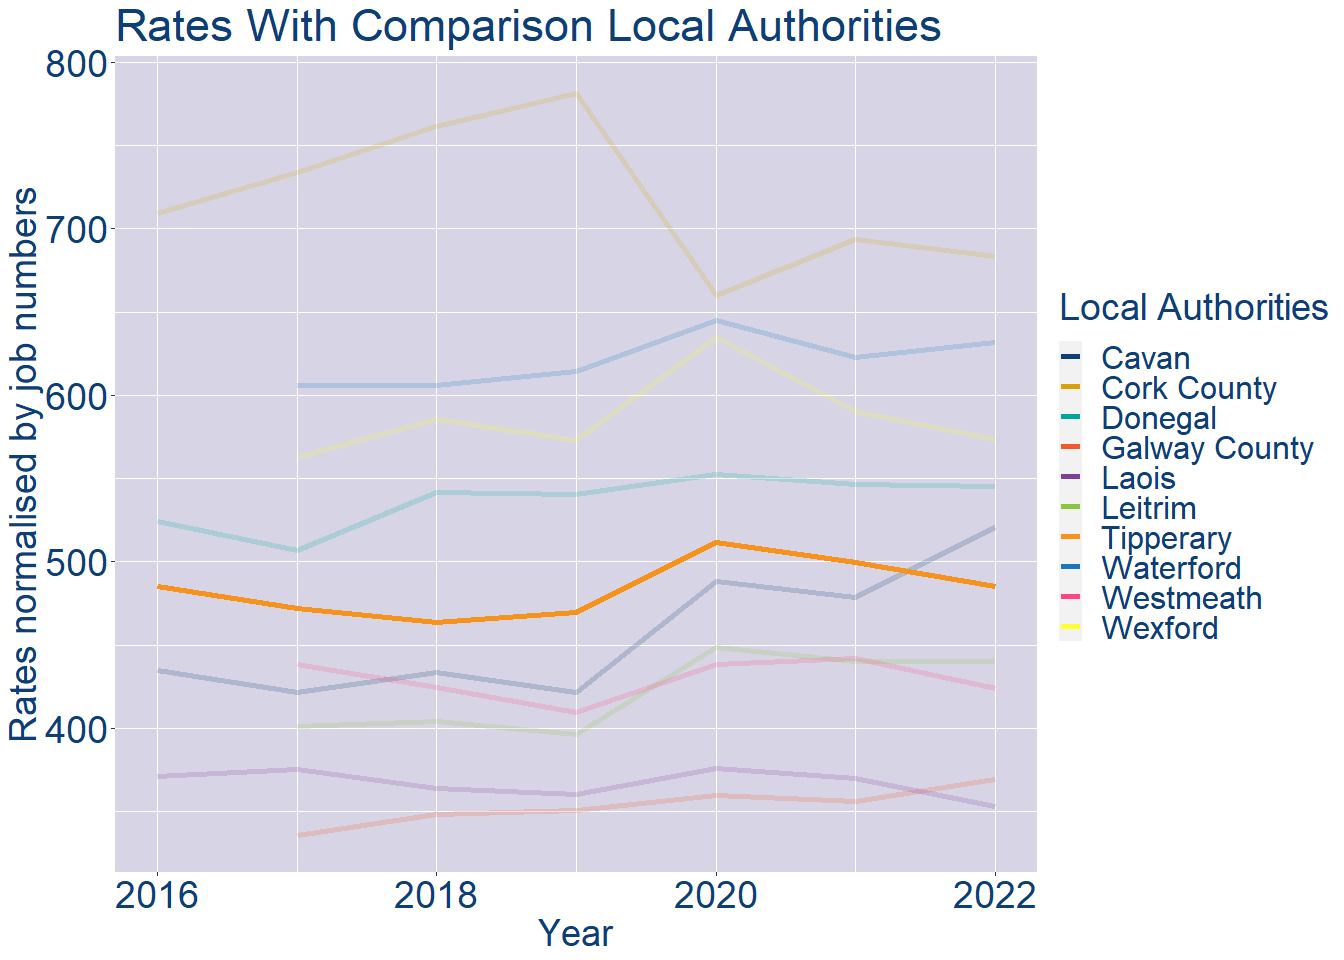 Rates With Comparison Local Authorities
800
700
600
500
400
Rates normalised by job numbers
2016
2018
2020
2022
Year
Local Authorities
Cavan
Cork County
Donegal
Galway County
Laois
Leitrim
Tipperary
Waterford
Westmeath
Wexford